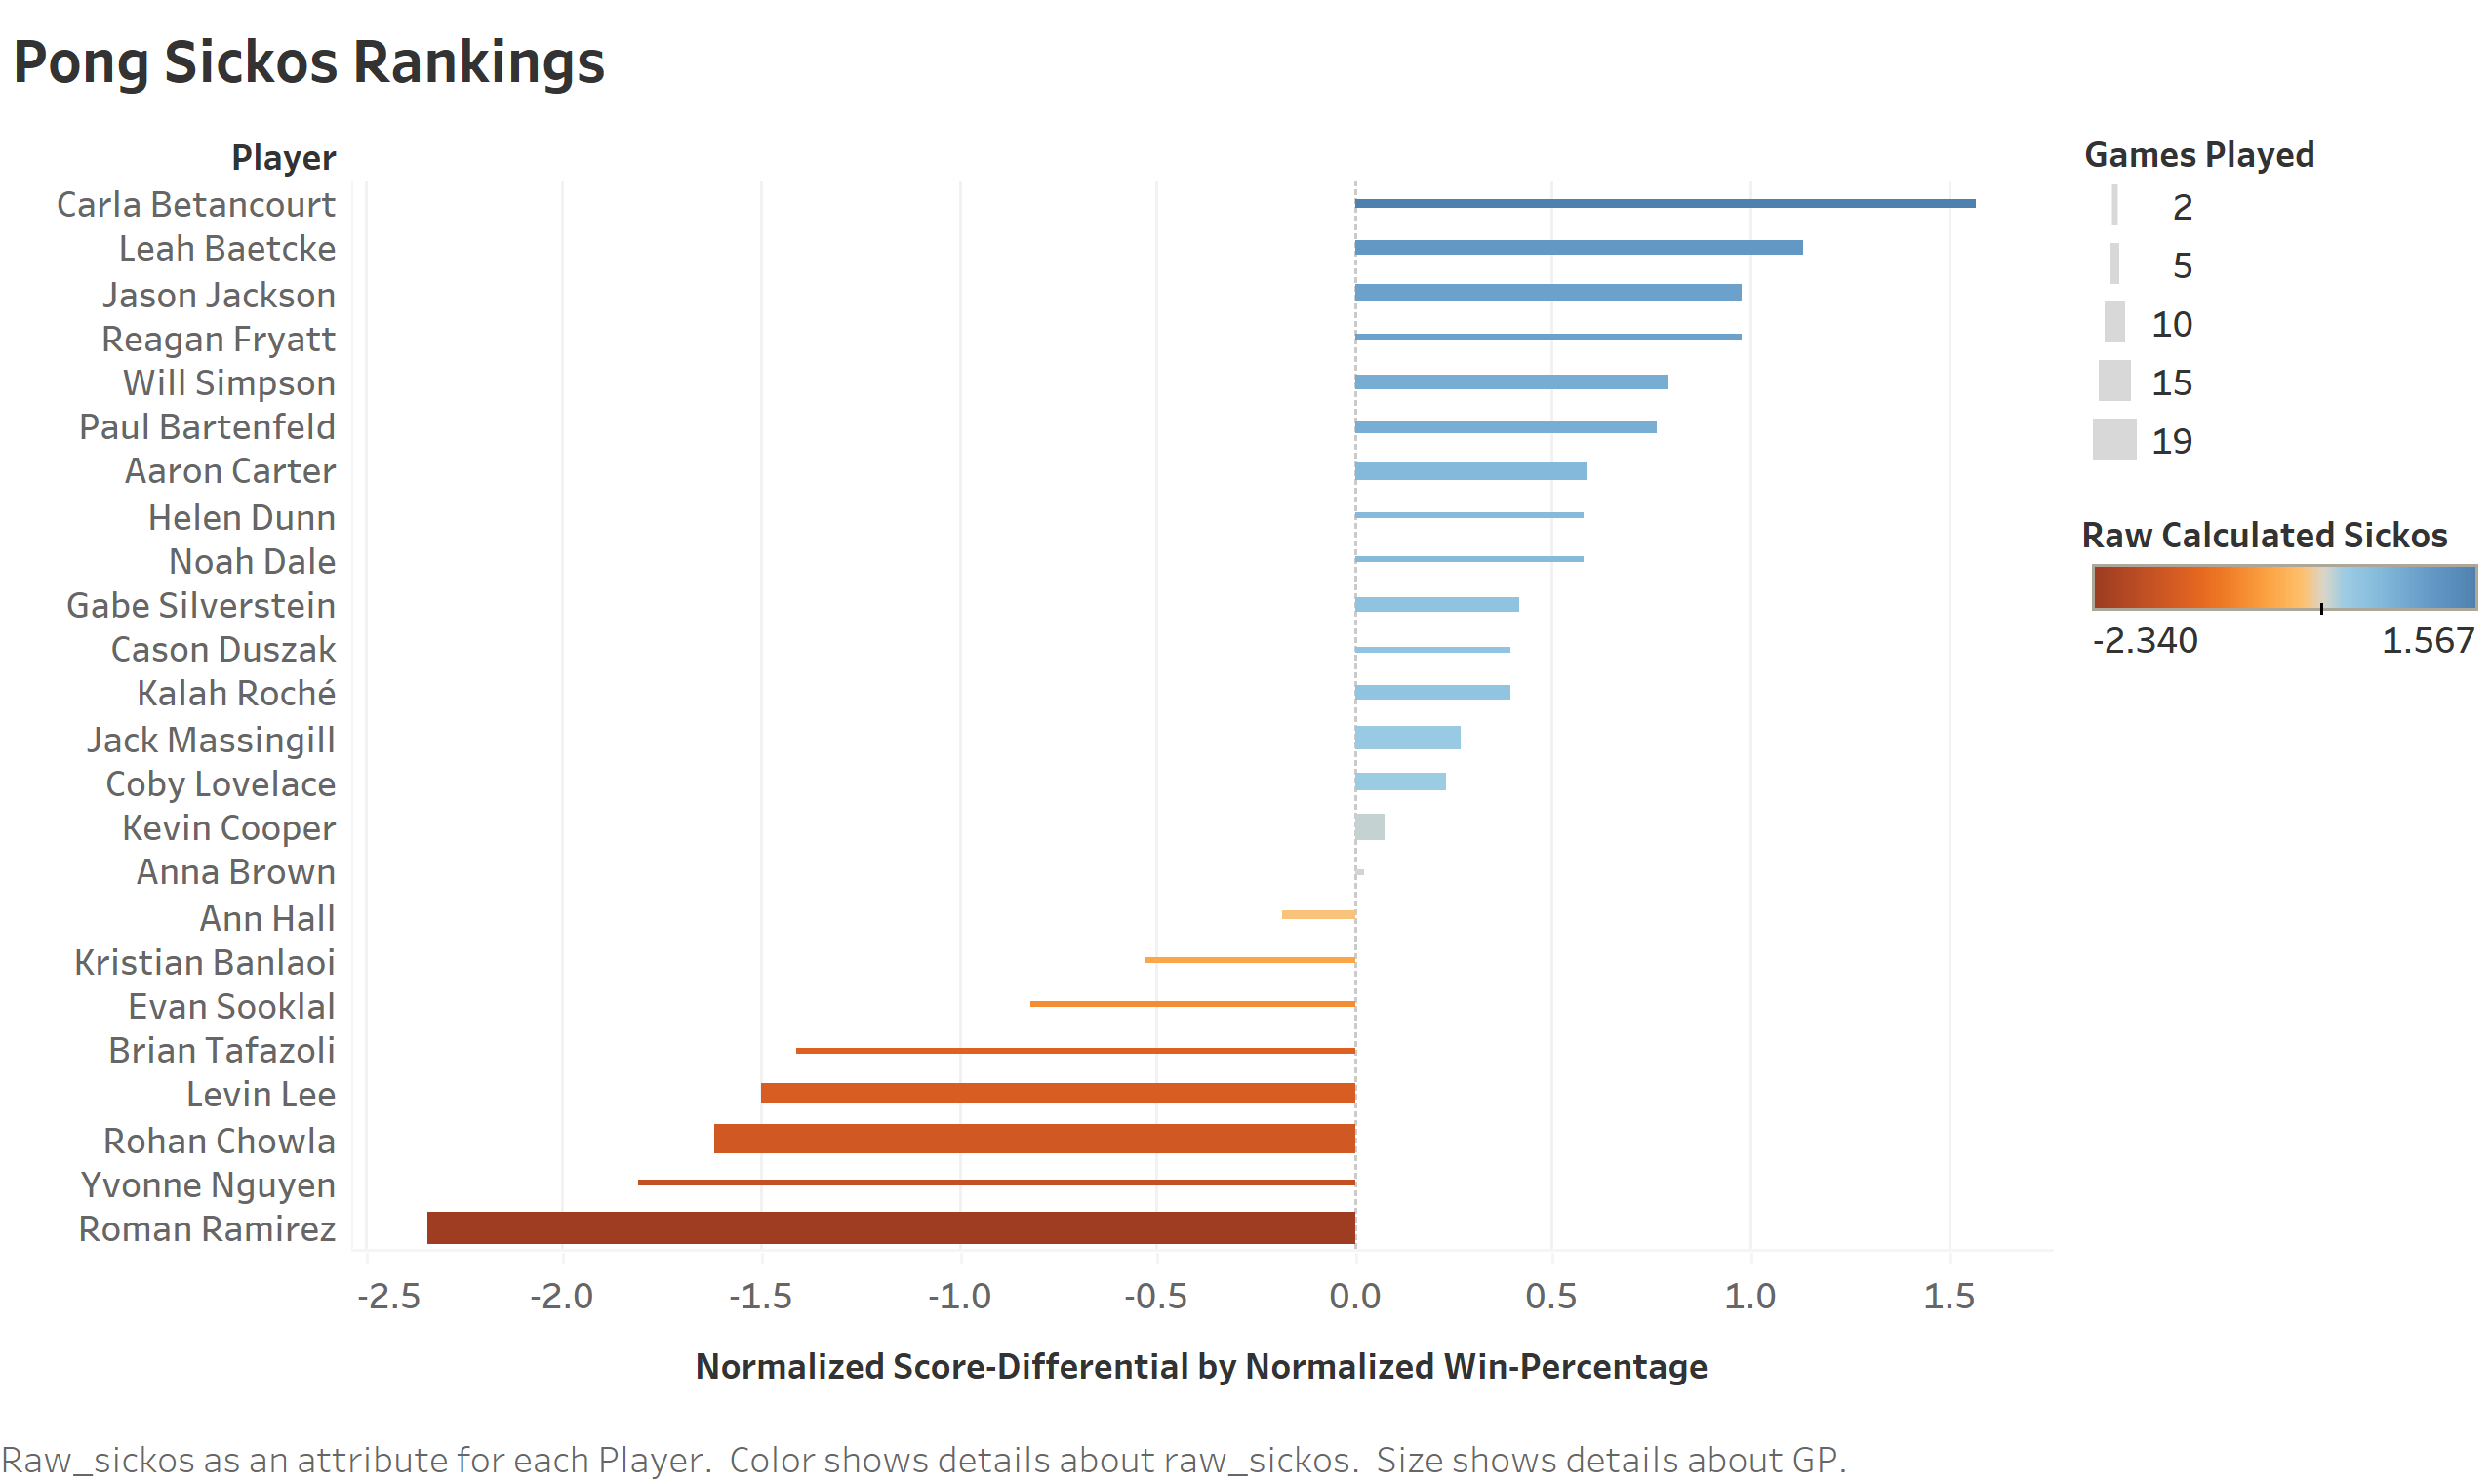 Pong Sickos Rankings
Player
Carla Betancourt
Leah Baetcke
Jason Jackson
Reagan Fryatt
Will Simpson
Paul Bartenfeld
Aaron Carter
Helen Dunn
Noah Dale
Gabe Silverstein
Cason Duszak
Kalah Roché
Jack Massingill
Coby Lovelace
Kevin Cooper
Anna Brown
Ann Hall
Kristian Banlaoi
Evan Sooklal
Brian Tafazoli
Levin Lee
Rohan Chowla
Yvonne Nguyen
Roman Ramirez
-2.5 -2.0 -1.5 -1.0 -0.5 0.0 0.5 1.0 1.5
Normalized Score-Differential by Normalized Win-Percentage
Games Played
2
5
10
15
19
Raw Calculated Sickos
-2.340 1.567
Raw_sickos as an attribute for each Player. Color shows details about raw_sickos. Size shows details about GP.